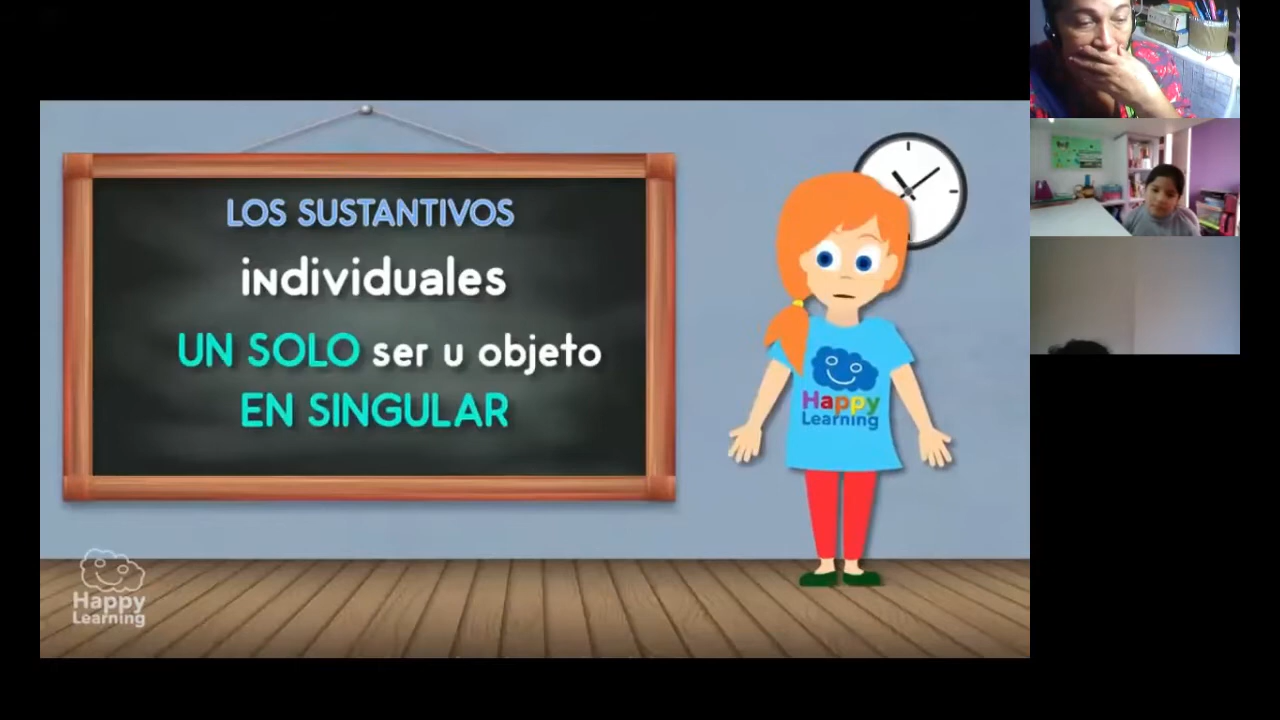 LOS SUSTANTIVOS
individuales
UN SOLO ser u objeto
EN SINGULAR
Happy
Learning
Happy
Learning